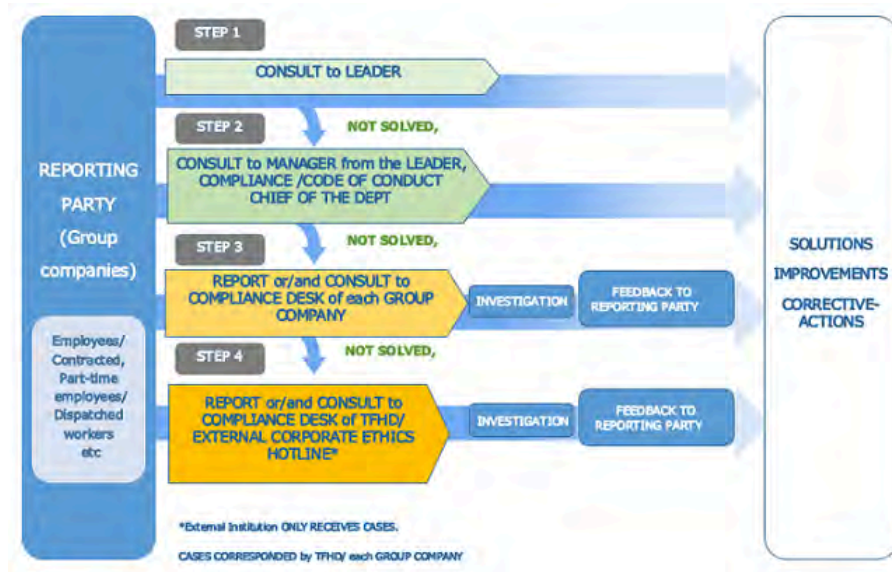 STEP 1
CONSULT to LEADER
STEP 2
NOT SOLVED,
CONSULT to MANAGER from the LEADER,
COMPLIANCE /CODE OF CONDUCT
CHIEF OF THE DEPT
STEP 3
NOT SOLVED,
REPORT or/and CONSULT to
COMPLIANCE DESK of each GROUP
COMPANY
INVESTIGATION
FEEDBACK TO
REPORTING PARTY
STEP 4
NOT SOLVED,
REPORT or/and CONSULT to
COMPLIANCE DESK of TFHD/
EXTERNAL CORPORATE ETHICS
HOTLINE*
INVESTIGATION
FEEDBACK TO
REPORTING PARTY
REPORTING
PARTY
(Group
companies)
Employees/
Contracted,
Part-time
employees/
Dispatched
workers
etc
SOLUTIONS
IMPROVEMENTS
CORRECTIVE-
ACTIONS
*External Institution ONLY RECEIVES CASES.
CASES CORRESPONDED by TFHD/ each GROUP COMPANY